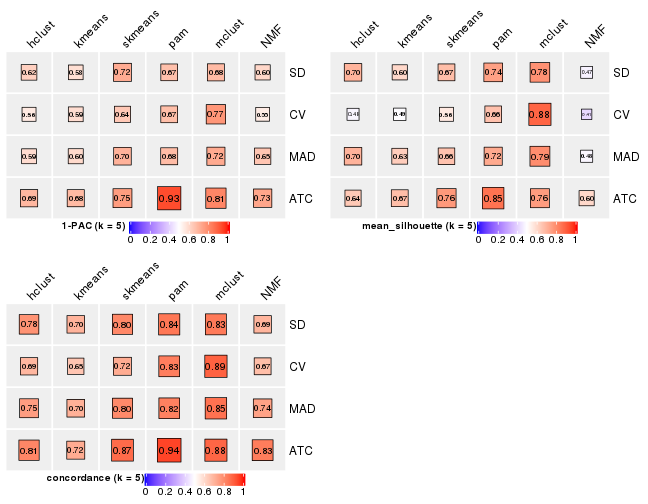 hclust kmeans skmeans pam mclust NMF
0.62 0.58 0.72 0.67 0.68 0.60 SD
0.59 0.64 0.67 0.77 CV
0.59 0.60 0.70 0.68 0.72 0.65 MAD
0.69 0.68 0.75 0.93 0.81 0.73 ATC
1-PAC (k = 5)
0 0.2 0.4 0.6 0.8 1
hclust kmeans skmeans pam mclust NMF
0.70 0.60 0.67 0.74 0.78 0.47 SD
0.49 0.56 0.66 0.88 CV
0.70 0.63 0.66 0.72 0.79 0.48 MAD
0.64 0.67 0.76 0.85 0.76 0.60 ATC
mean_silhouette (k = 5)
0 0.2 0.4 0.6 0.8 1
hclust kmeans skmeans pam mclust NMF
0.78 0.70 0.80 0.84 0.83 0.69 SD
0.69 0.65 0.72 0.83 0.89 0.67 CV
0.75 0.70 0.80 0.82 0.85 0.74 MAD
0.81 0.72 0.87 0.94 0.88 0.83 ATC
concordance (k = 5)
0 0.2 0.4 0.6 0.8 1